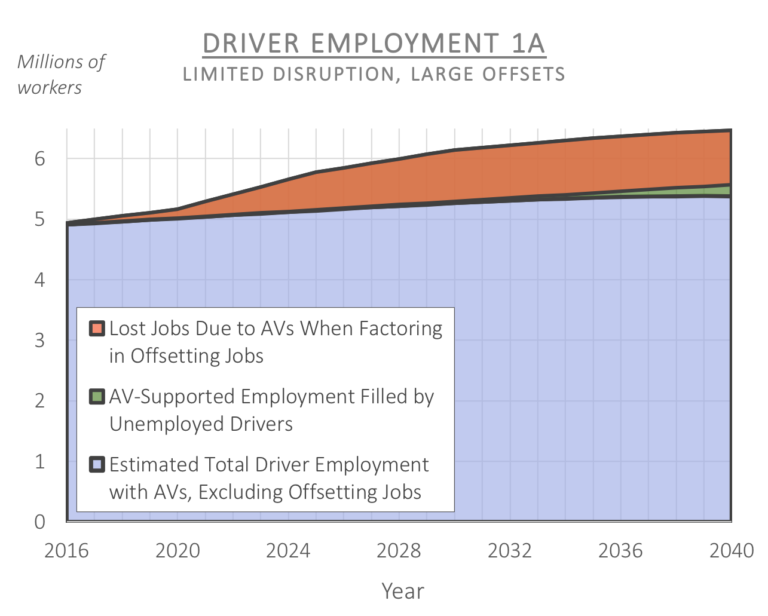 DRIVER EMPLOYMENT 1A
LIMITED DISRUPTION, LARGE OFFSETS
Millions of
workers
6
5
4
3
2
1
0
Lost Jobs Due to AVs When Factoring
in Offsetting Jobs
AV-Supported Employment Filled by
Unemployed Drivers
Estimated Total Driver Employment
with AVs, Excluding Offsetting Jobs
2016 2020 2024 2028 2032 2036 2040
Year